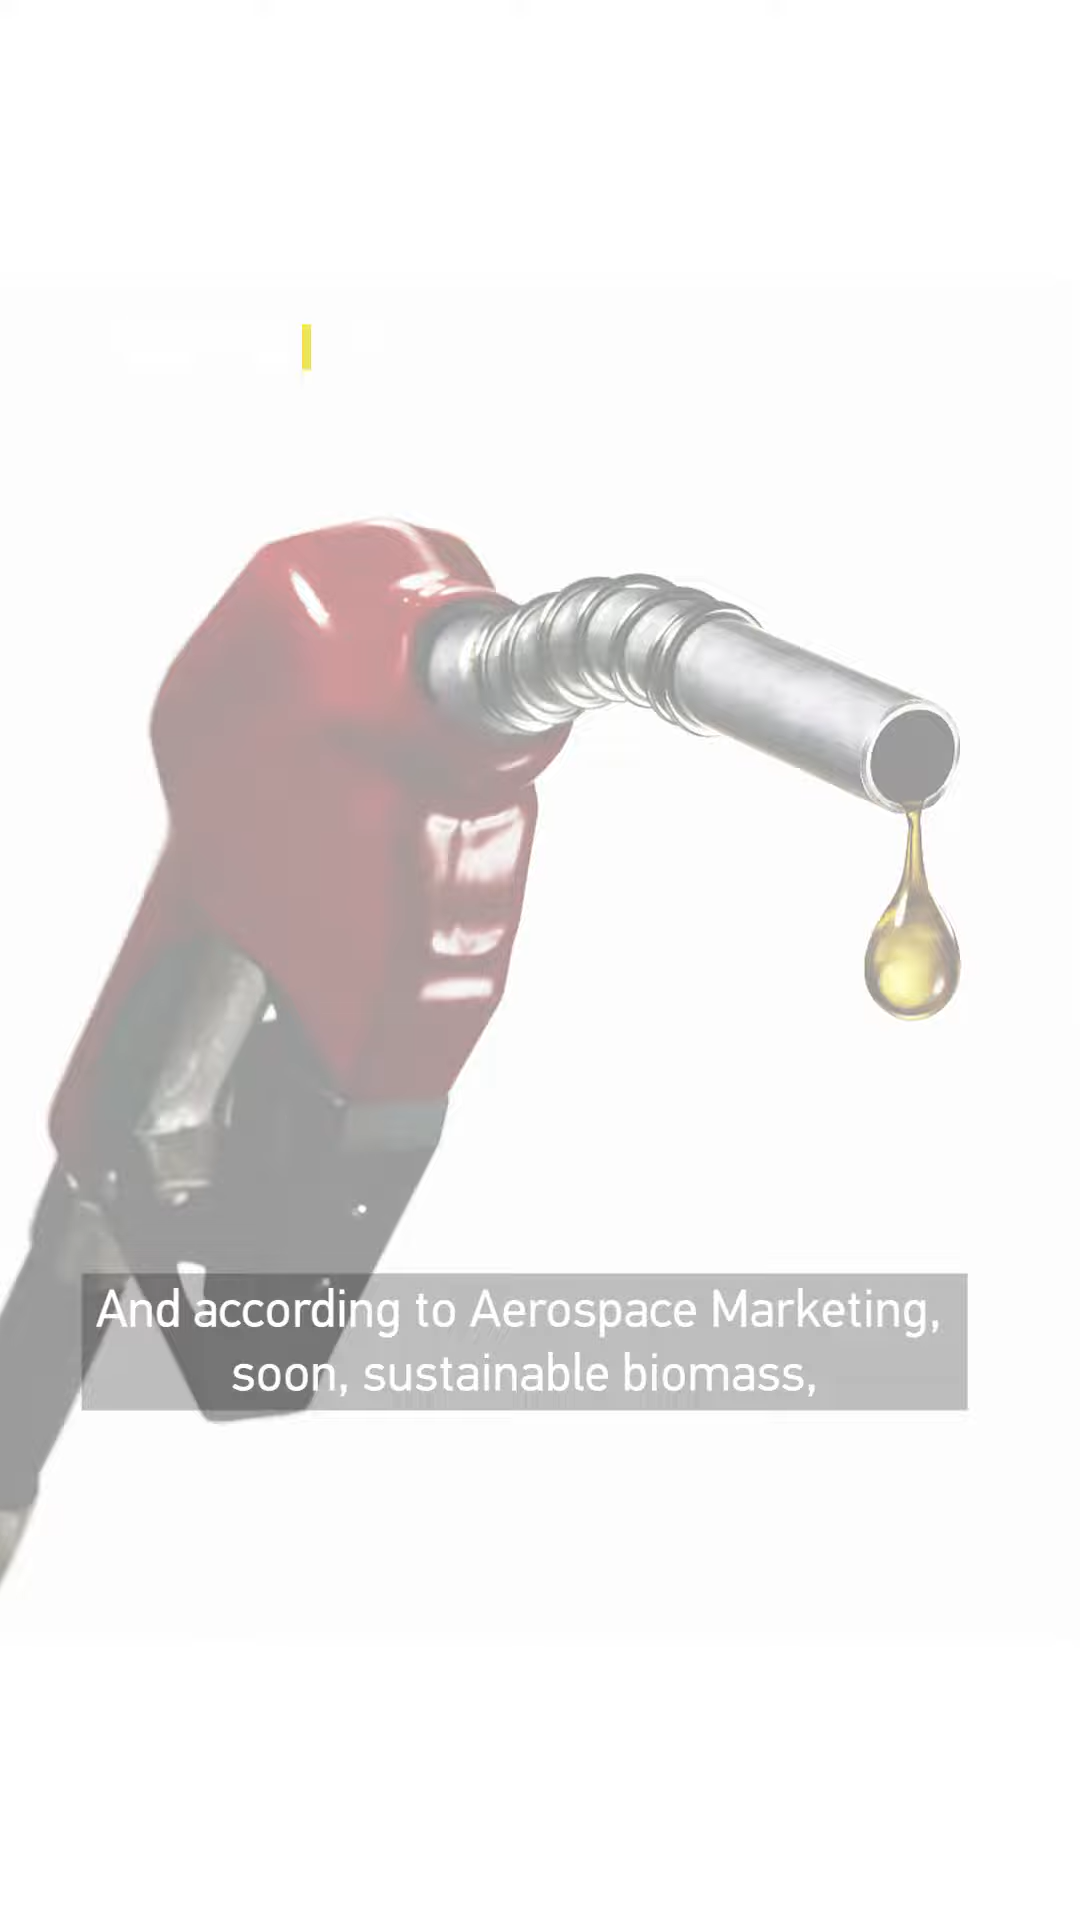 And according to Aerospace Marketing,
soon, sustainable biomass,